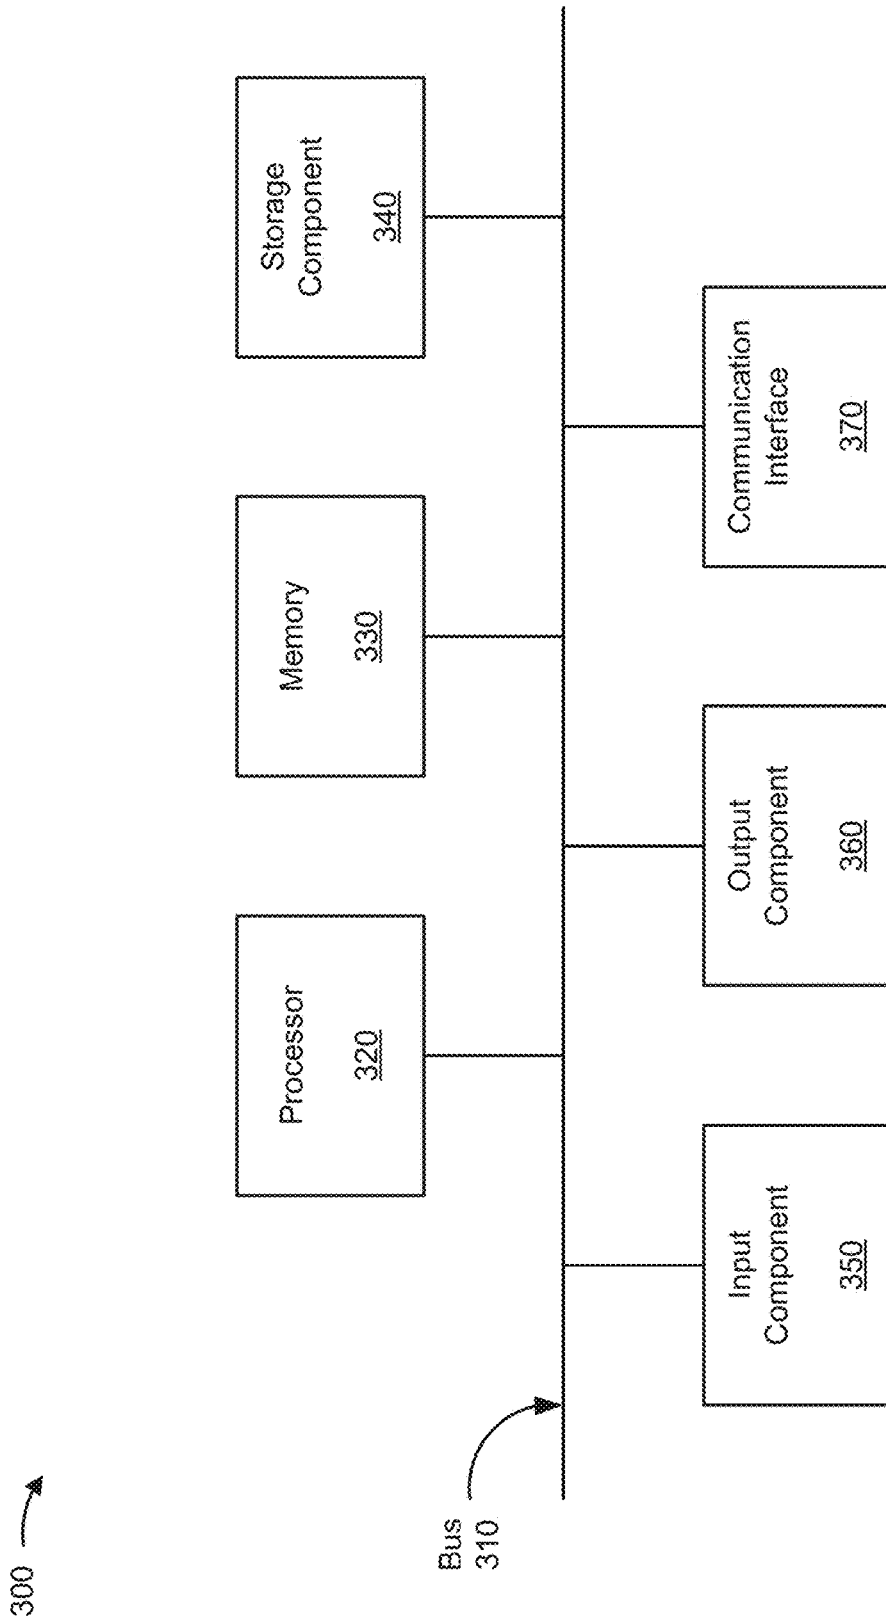 300
Processor
320
Memory
330
Storage
Component
340
Bus
310
Input
Component
350
Output
Component
360
Communication
Interface
370